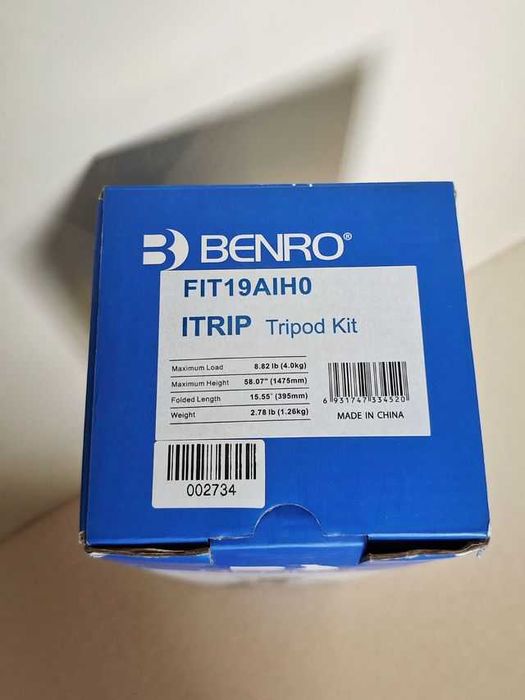 BENRO®
FIT19AIH0
ITRIP Tripod Kit
Maximum Load 8.82 lb (4.0kg)
Maximum Height 58.07" (1475mm)
Folded Length 15.55" (395mm)
Weight 2.78 lb (1.26kg)
6 931747 334520
MADE IN CHINA
002734